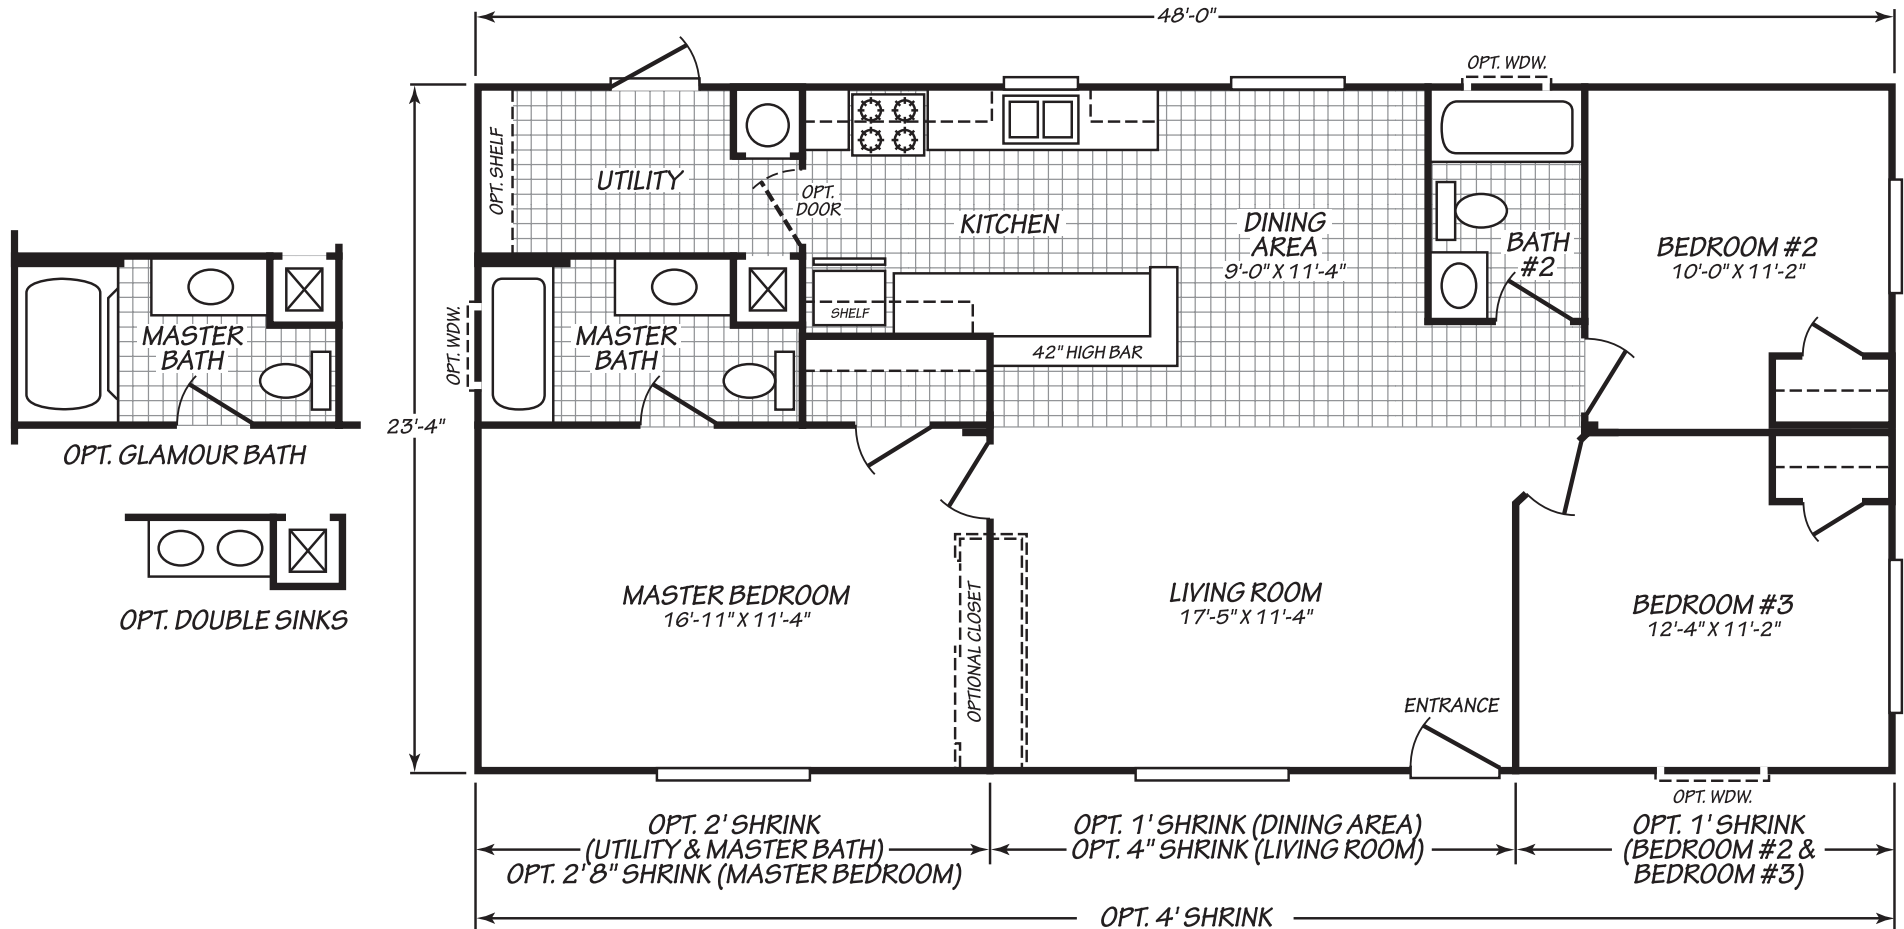 48'-0"
OPT. WDW.
OPT. SHELF
UTILITY
OPT.
DOOR
KITCHEN
DINING
AREA
9'-0" X 11'-4"
BATH
#2
BEDROOM #2
10'-0" X 11'-2"
MASTER
BATH
OPT. GLAMOUR BATH
OPT. WDW.
MASTER
BATH
SHELF
42" HIGH BAR
23'-4"
OPT. DOUBLE SINKS
MASTER BEDROOM
16'-11" X 11'-4"
OPTIONAL CLOSET
LIVING ROOM
17'-5" X 11'-4"
BEDROOM #3
12'-4" X 11'-2"
ENTRANCE
OPT. WDW.
OPT. 2' SHRINK
(UTILITY & MASTER BATH)
OPT. 2' 8" SHRINK (MASTER BEDROOM)
OPT. 1' SHRINK (DINING AREA)
OPT. 4" SHRINK (LIVING ROOM)
OPT. 1' SHRINK
(BEDROOM #2 &
BEDROOM #3)
OPT. 4' SHRINK